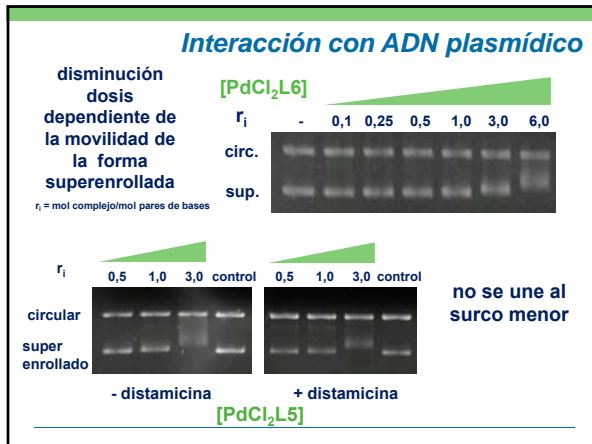 Interacción con ADN plasmídico
disminución
dosis
dependiente de
la movilidad de
la forma
superenrollada
ri = mol complejo/mol pares de bases
[PdCl2L6]
ri - 0,1 0,25 0,5 1,0 3,0 6,0
circ.
sup.
ri 0,5 1,0 3,0 control 0,5 1,0 3,0 control
circular
super
enrollado
no se une al
surco menor
- distamicina + distamicina
[PdCl2L5]